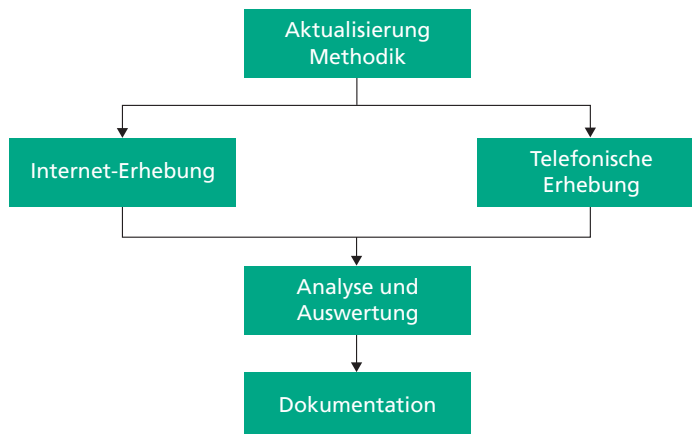 Aktualisierung
Methodik
Internet-Erhebung
Telefonische
Erhebung
Analyse und
Auswertung
Dokumentation